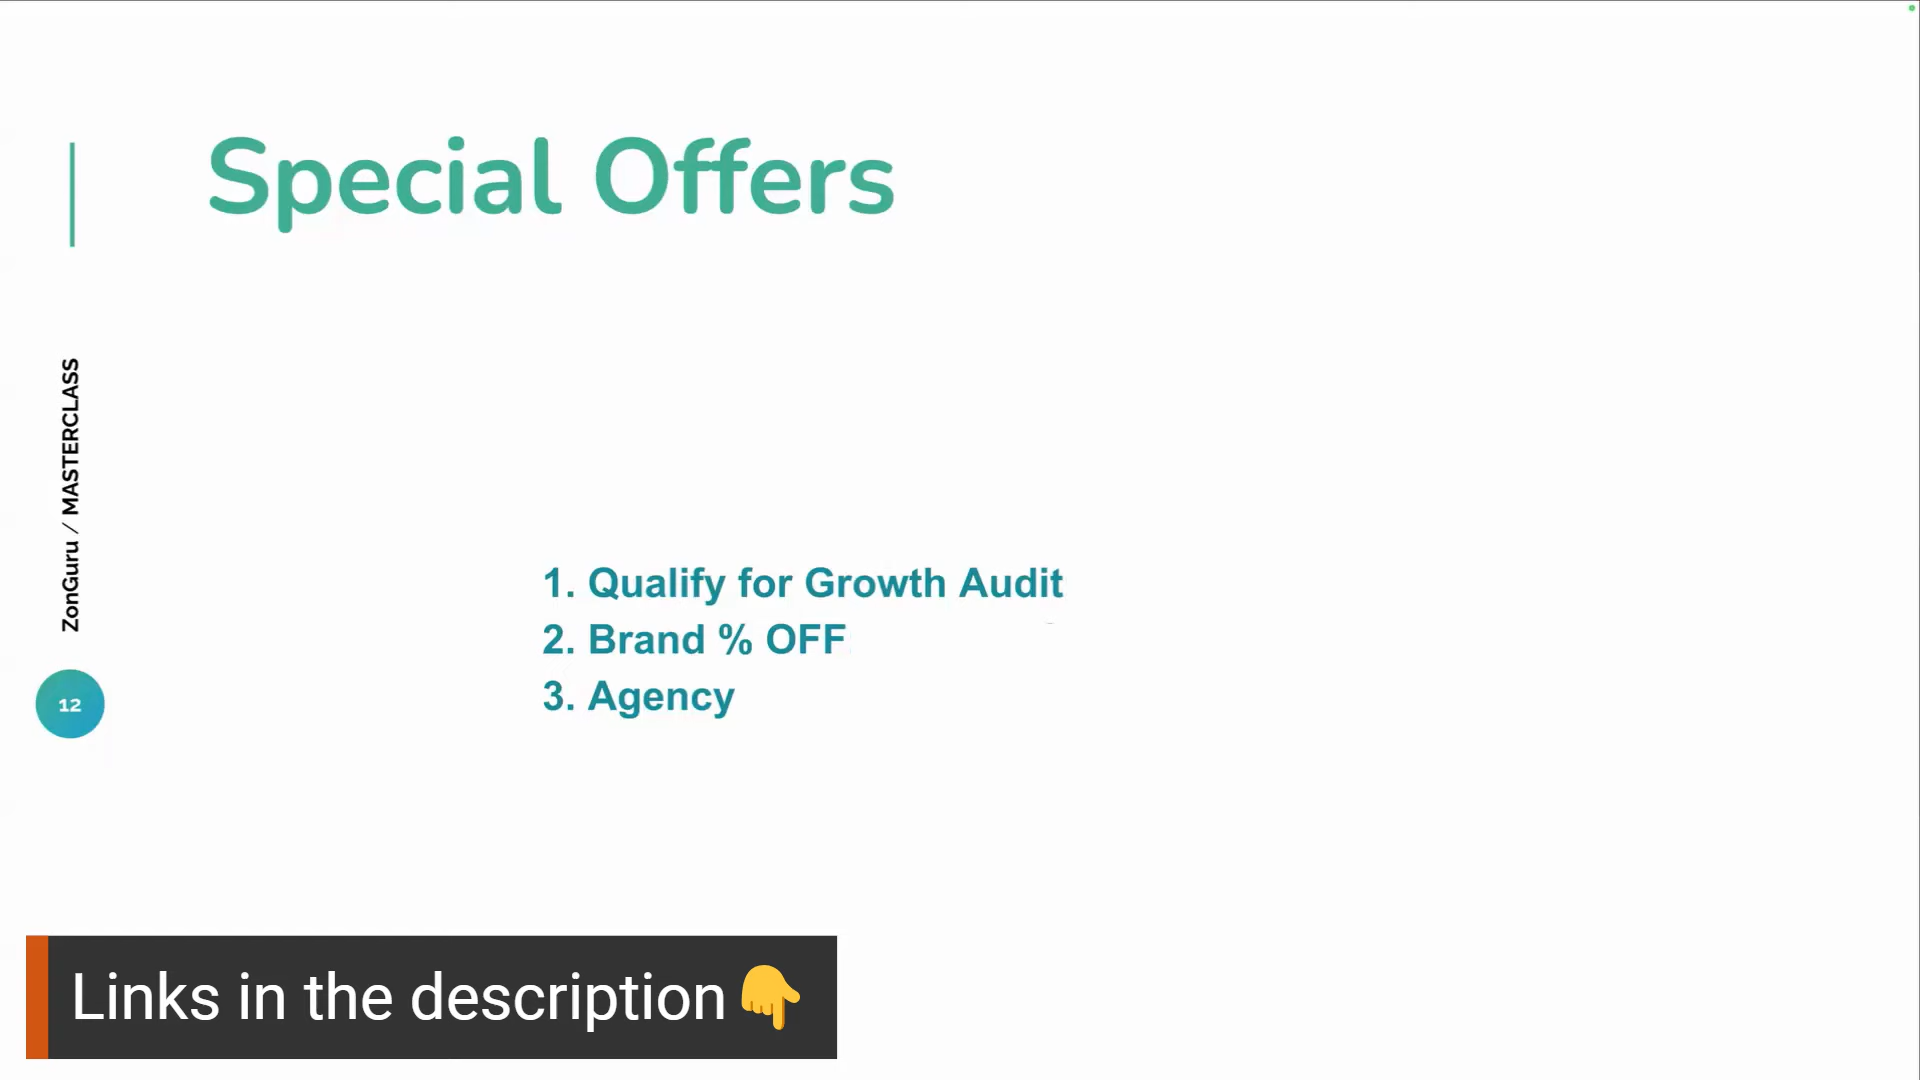 Special Offers
ZonGuru / MASTERCLASS
12
1. Qualify for Growth Audit
2. Brand % OFF
3. Agency
Links in the description👇